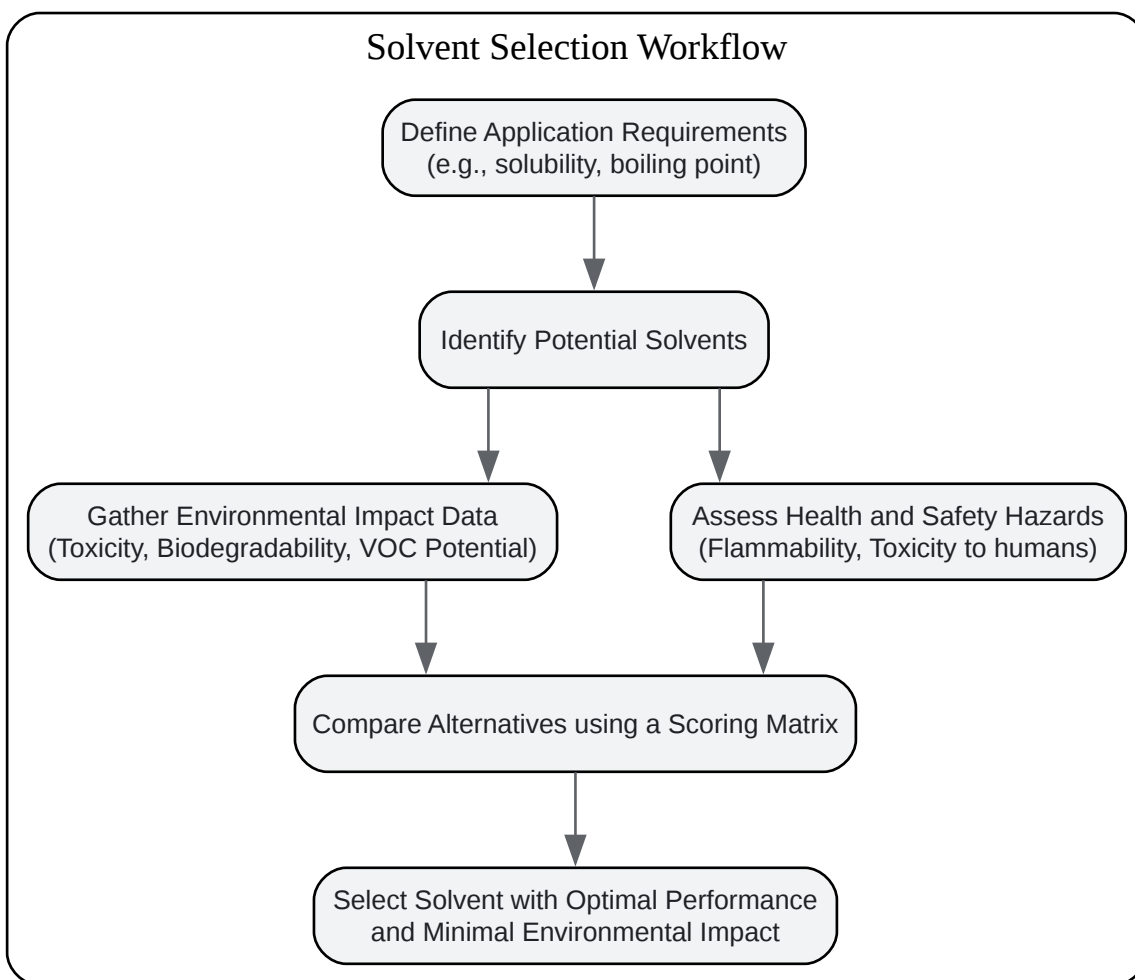 Solvent Selection Workflow
Define Application Requirements
(e.g., solubility, boiling point)
Identify Potential Solvents
Gather Environmental Impact Data
(Toxicity, Biodegradability, VOC Potential)
Assess Health and Safety Hazards
(Flammability, Toxicity to humans)
Compare Alternatives using a Scoring Matrix
Select Solvent with Optimal Performance
and Minimal Environmental Impact